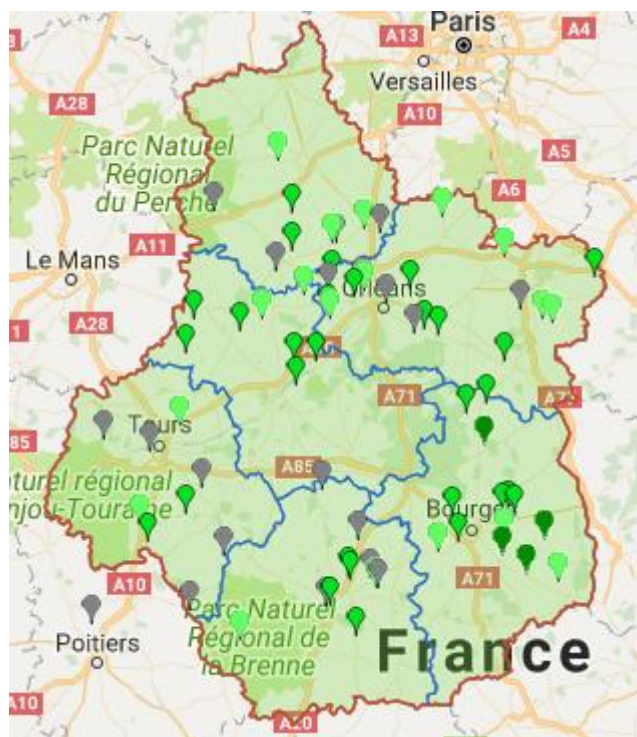 Paris
A13
A4
Versailles
A28
A10
Parc Naturel
Régional
du Perche
A5
A6
A11
Le Mans
Orléans
A28
A71
Tours
A85
Bourges
A10
A71
Parc Naturel
Régional de
la Brenne
Poitiers
France
A10
A20